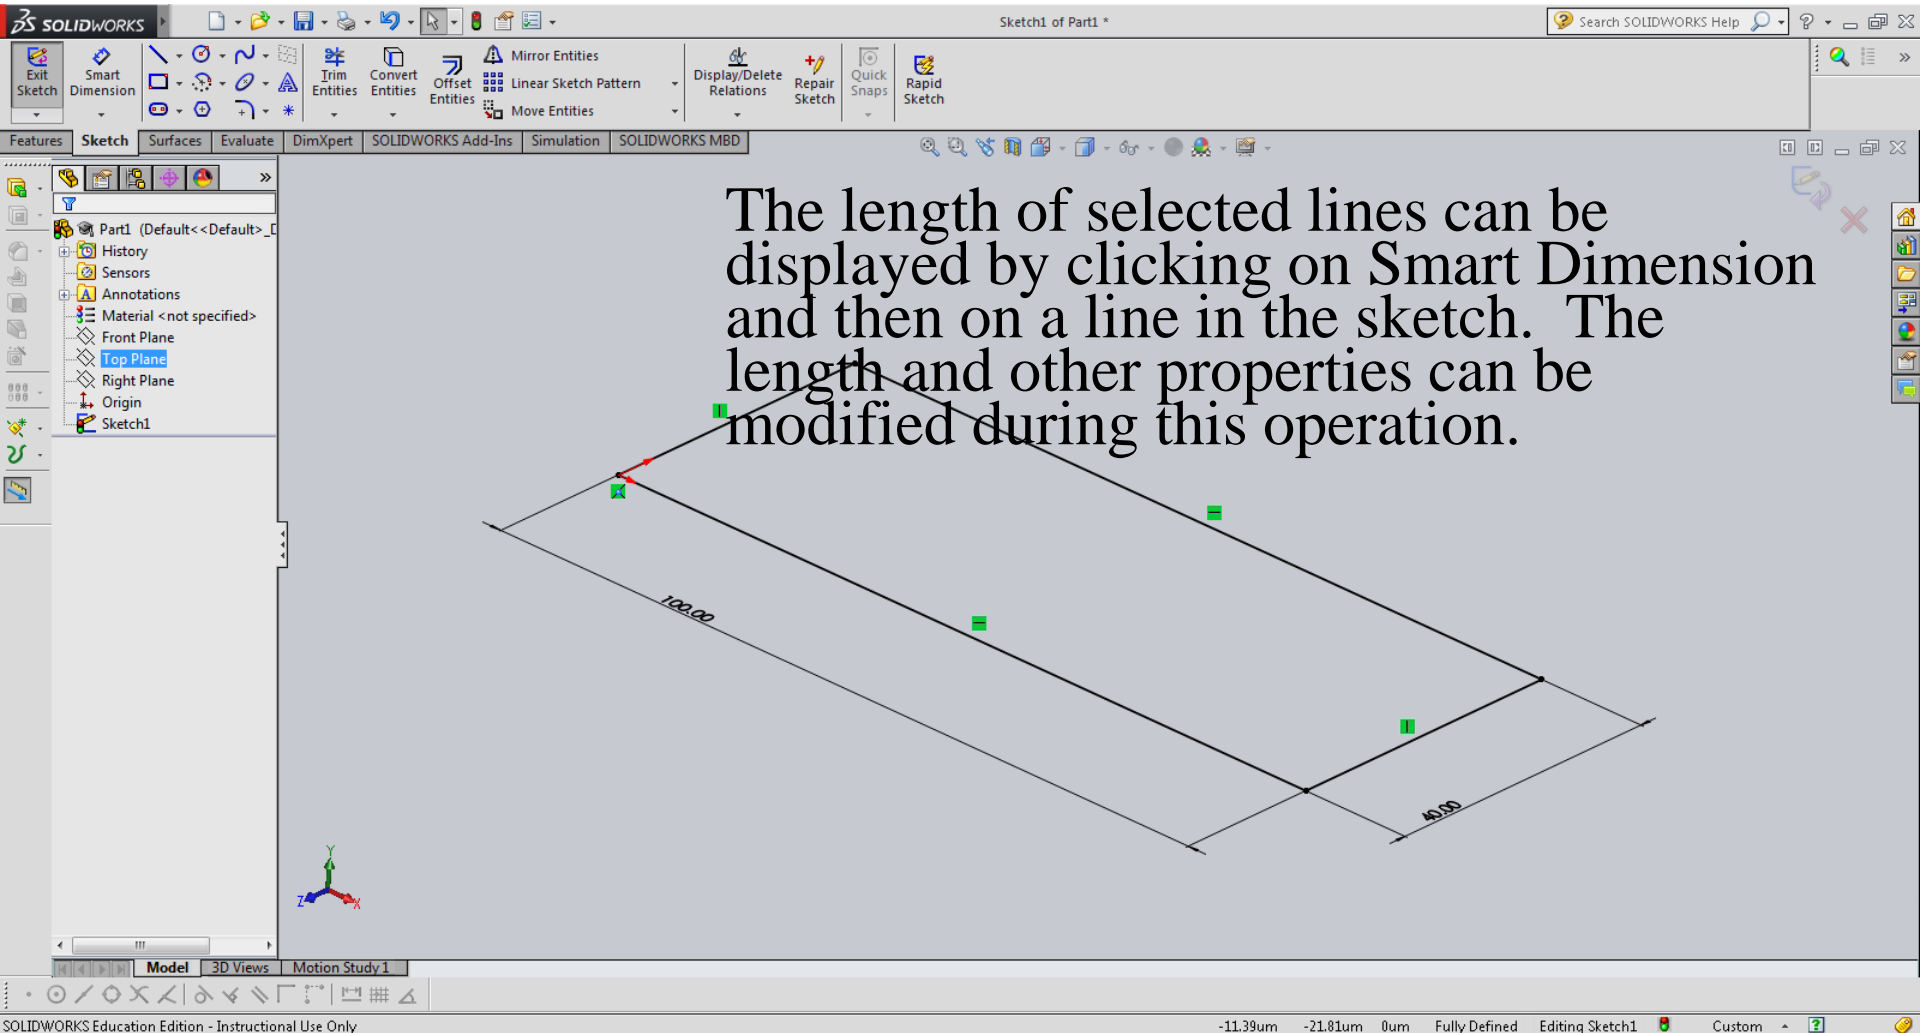 SOLIDWORKS
Sketch1 of Part1 *
Search SOLIDWORKS Help
Exit Sketch
Smart Dimension
Trim Entities
Convert Entities
Offset Entities
Mirror Entities
Linear Sketch Pattern
Move Entities
Display/Delete Relations
Repair Sketch
Quick Snaps
Rapid Sketch
Features Sketch Surfaces Evaluate DimXpert SOLIDWORKS Add-Ins Simulation SOLIDWORKS MBD
Part1 (Default<<Default>_D
History
Sensors
Annotations
Material <not specified>
Front Plane
Top Plane
Right Plane
Origin
Sketch1
The length of selected lines can be
displayed by clicking on Smart Dimension
and then on a line in the sketch. The
length and other properties can be
modified during this operation.
100.00
40.00
Y
Z
X
Model 3D Views Motion Study 1
SOLIDWORKS Education Edition - Instructional Use Only
-11.39um -21.81um 0um Fully Defined Editing Sketch1 Custom